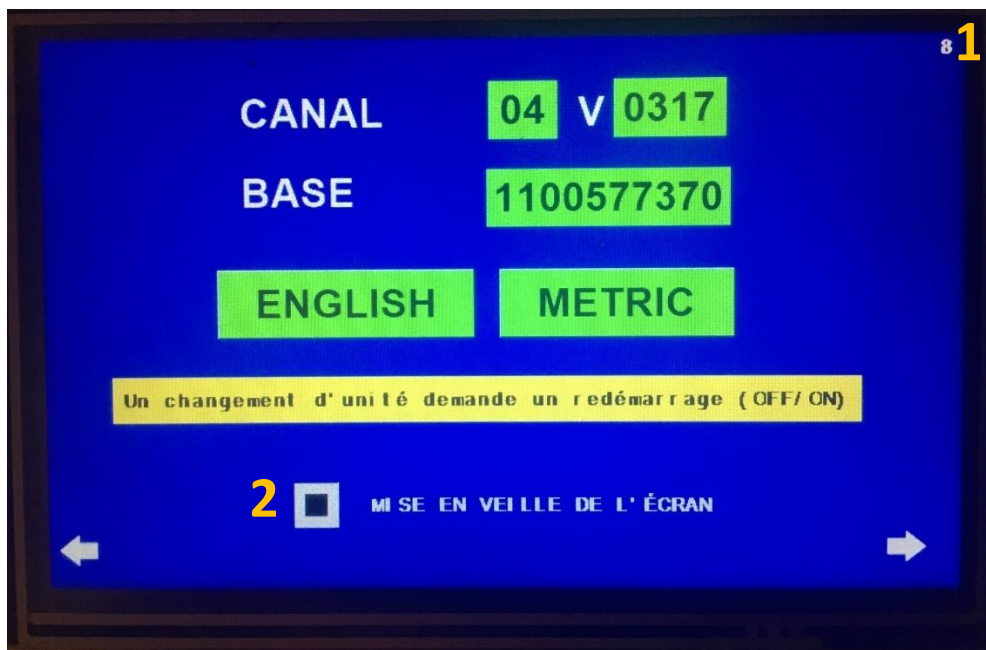 8 1
CANAL 04 V 0317
BASE 1100577370
ENGLISH METRIC
Un changement d'unité demande un redémarrage (OFF/ON)
2 MISE EN VEILLE DE L'ÉCRAN